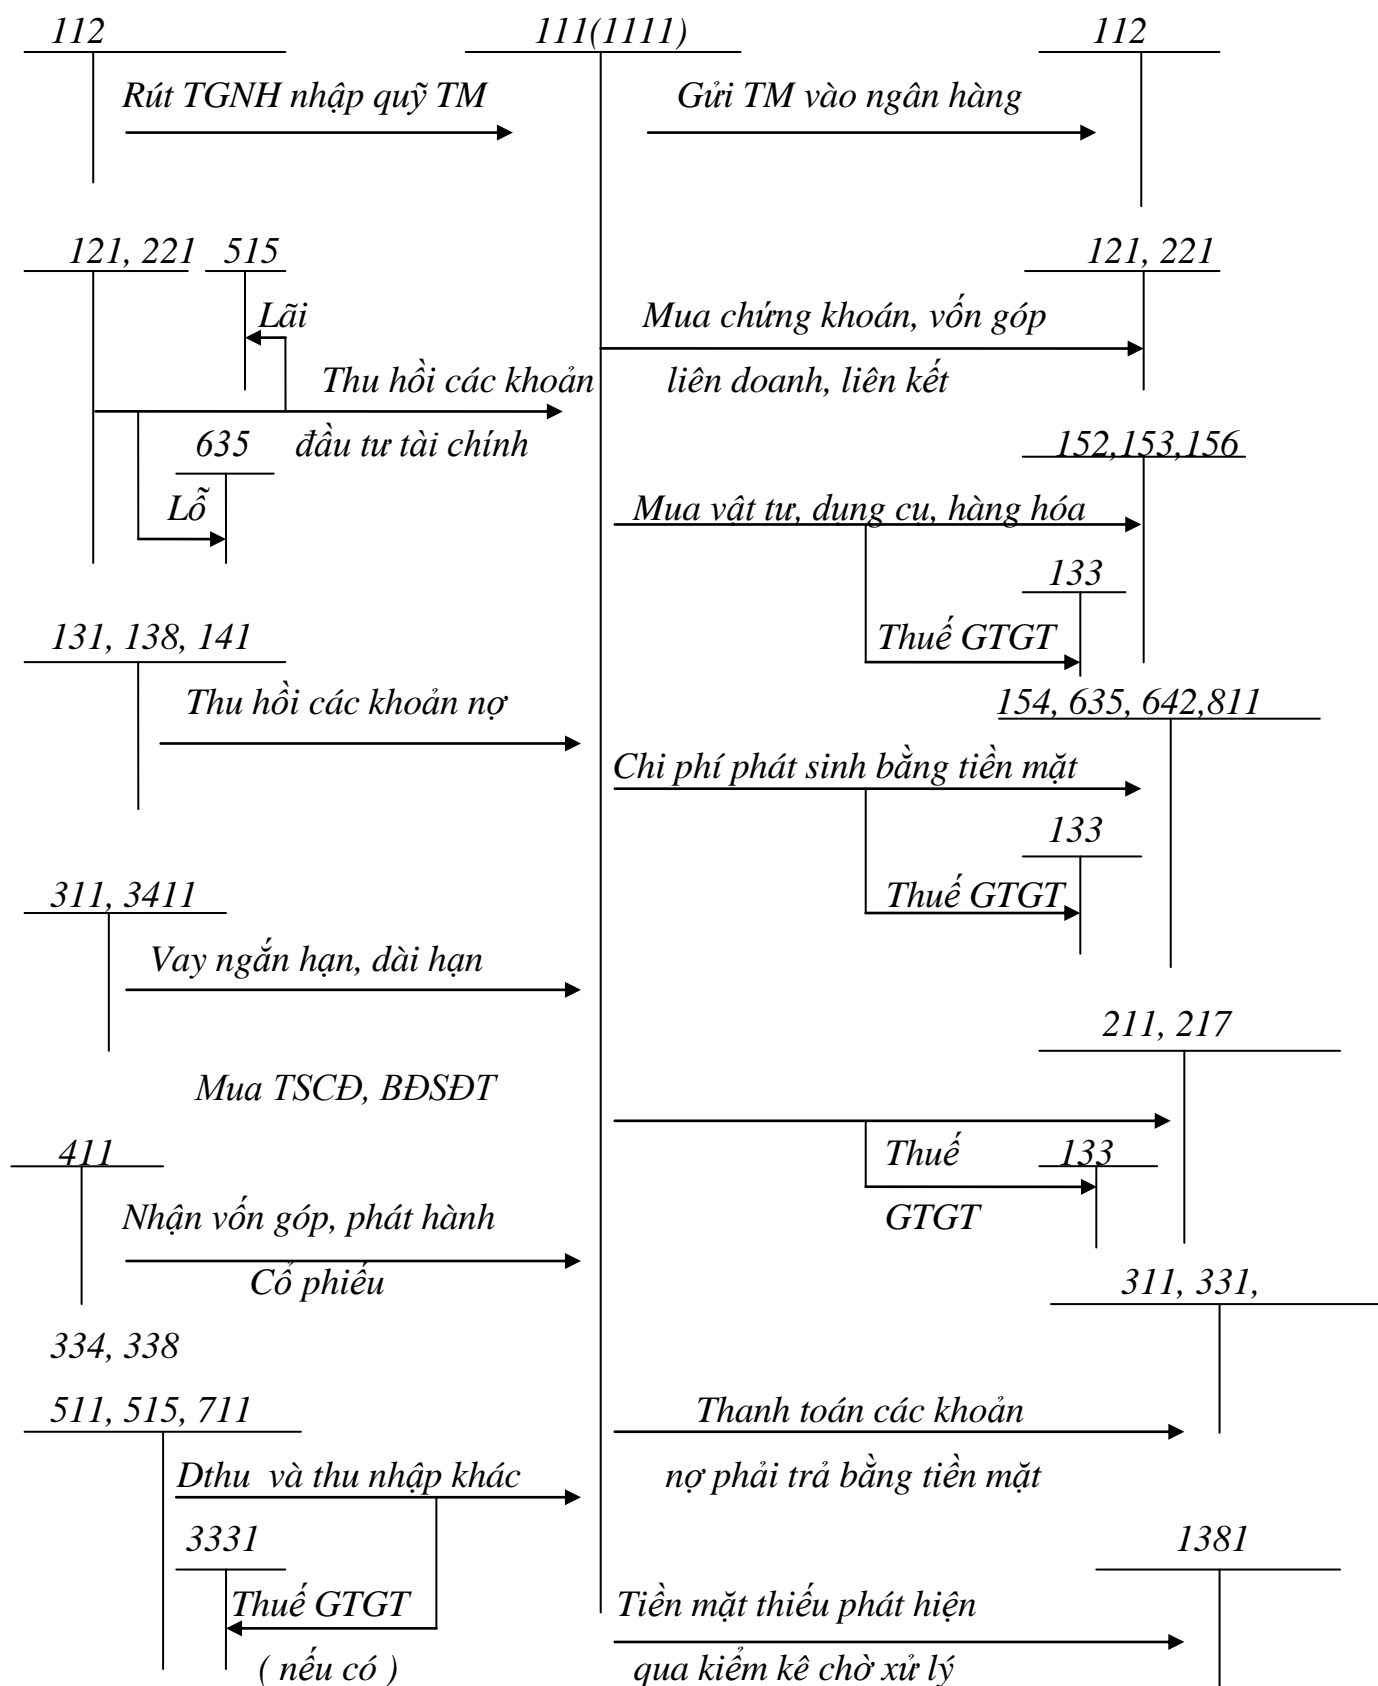 112
111(1111)
112
Rút TGNH nhập quỹ TM
Gửi TM vào ngân hàng
121, 221
515
121, 221
Lãi
Mua chứng khoán, vốn góp
Thu hồi các khoản
liên doanh, liên kết
635
đầu tư tài chính
152,153,156
Lỗ
Mua vật tư, dụng cụ, hàng hóa
133
131, 138, 141
Thuế GTGT
Thu hồi các khoản nợ
154, 635, 642,811
Chi phí phát sinh bằng tiền mặt
133
311, 3411
Thuế GTGT
Vay ngắn hạn, dài hạn
211, 217
Mua TSCĐ, BĐSĐT
411
Thuế
133
Nhận vốn góp, phát hành
GTGT
Cổ phiếu
311, 331,
334, 338
511, 515, 711
Thanh toán các khoản
Dthu và thu nhập khác
nợ phải trả bằng tiền mặt
3331
1381
Thuế GTGT
Tiền mặt thiếu phát hiện
( nếu có )
qua kiểm kê chờ xử lý